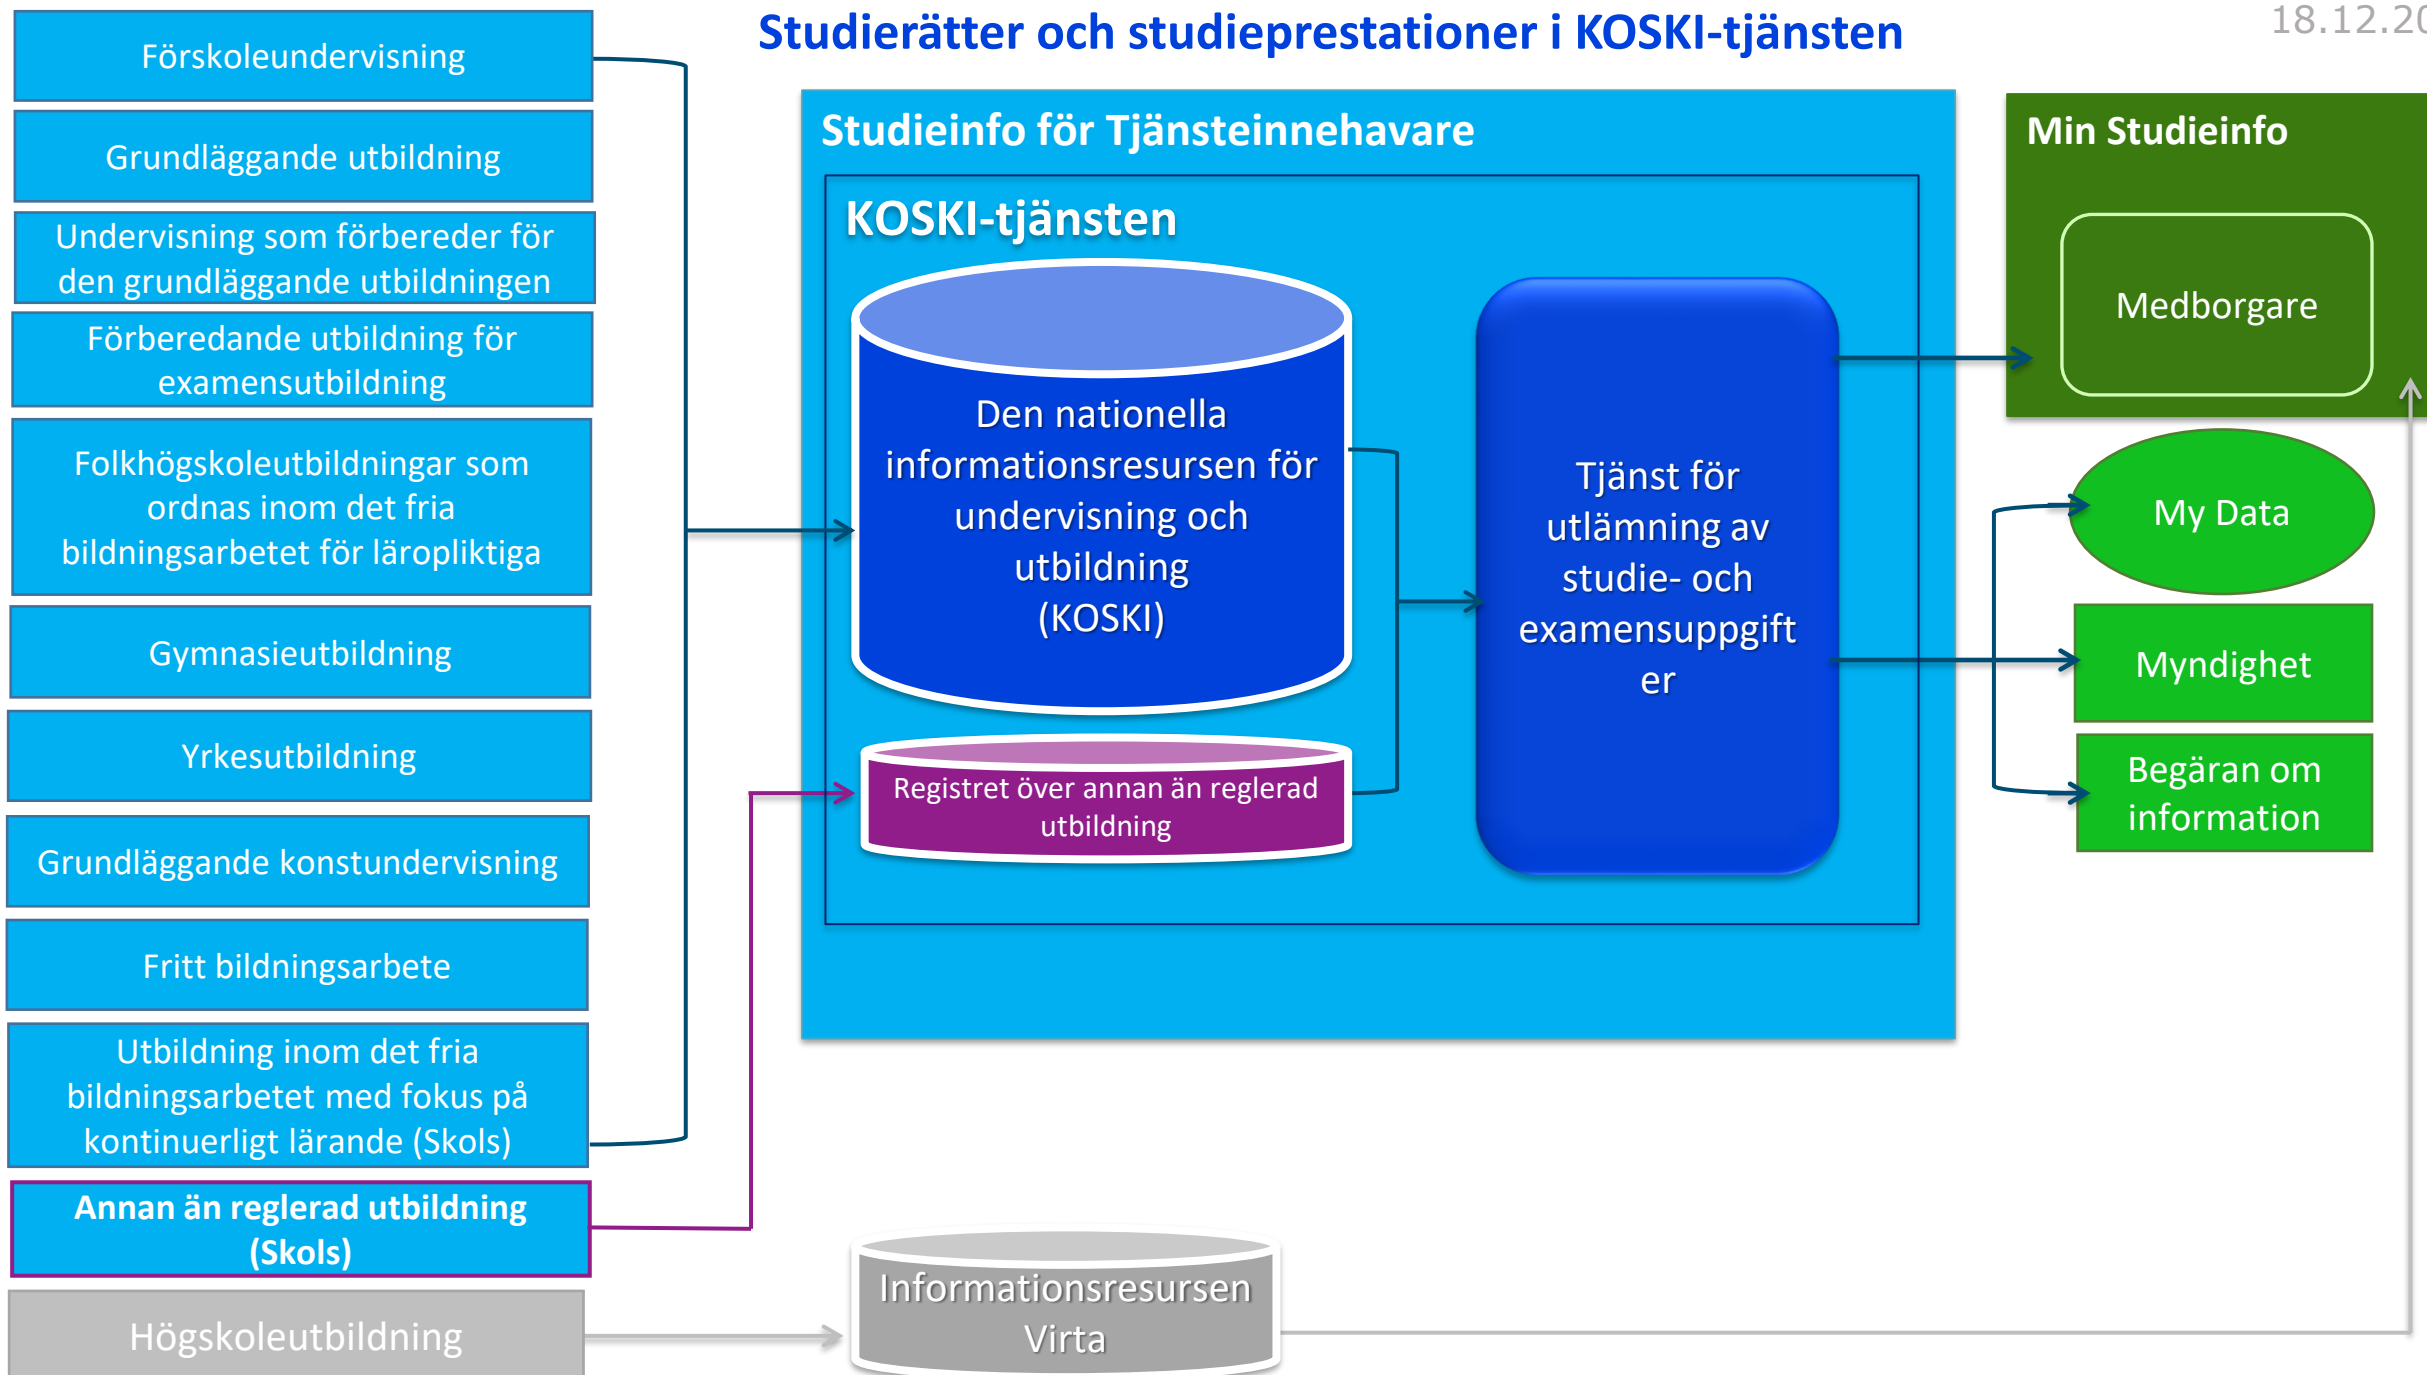 Studierätter och studieprestationer i KOSKI-tjänsten
18.12.20
Förskoleundervisning
Grundläggande utbildning
Undervisning som förbereder för
den grundläggande utbildningen
Förberedande utbildning för
examensutbildning
Folkhögskoleutbildningar som
ordnas inom det fria
bildningsarbetet för läropliktiga
Gymnasieutbildning
Yrkesutbildning
Grundläggande konstundervisning
Fritt bildningsarbete
Utbildning inom det fria
bildningsarbetet med fokus på
kontinuerligt lärande (Skols)
Annan än reglerad utbildning
(Skols)
Högskoleutbildning
Studieinfo för Tjänsteinnehavare
KOSKI-tjänsten
Den nationella
informationsresursen för
undervisning och
utbildning
(KOSKI)
Registret över annan än reglerad
utbildning
Tjänst för
utlämning av
studie- och
examensuppgift
er
Informationsresursen
Virta
Min Studieinfo
Medborgare
My Data
Myndighet
Begäran om
information